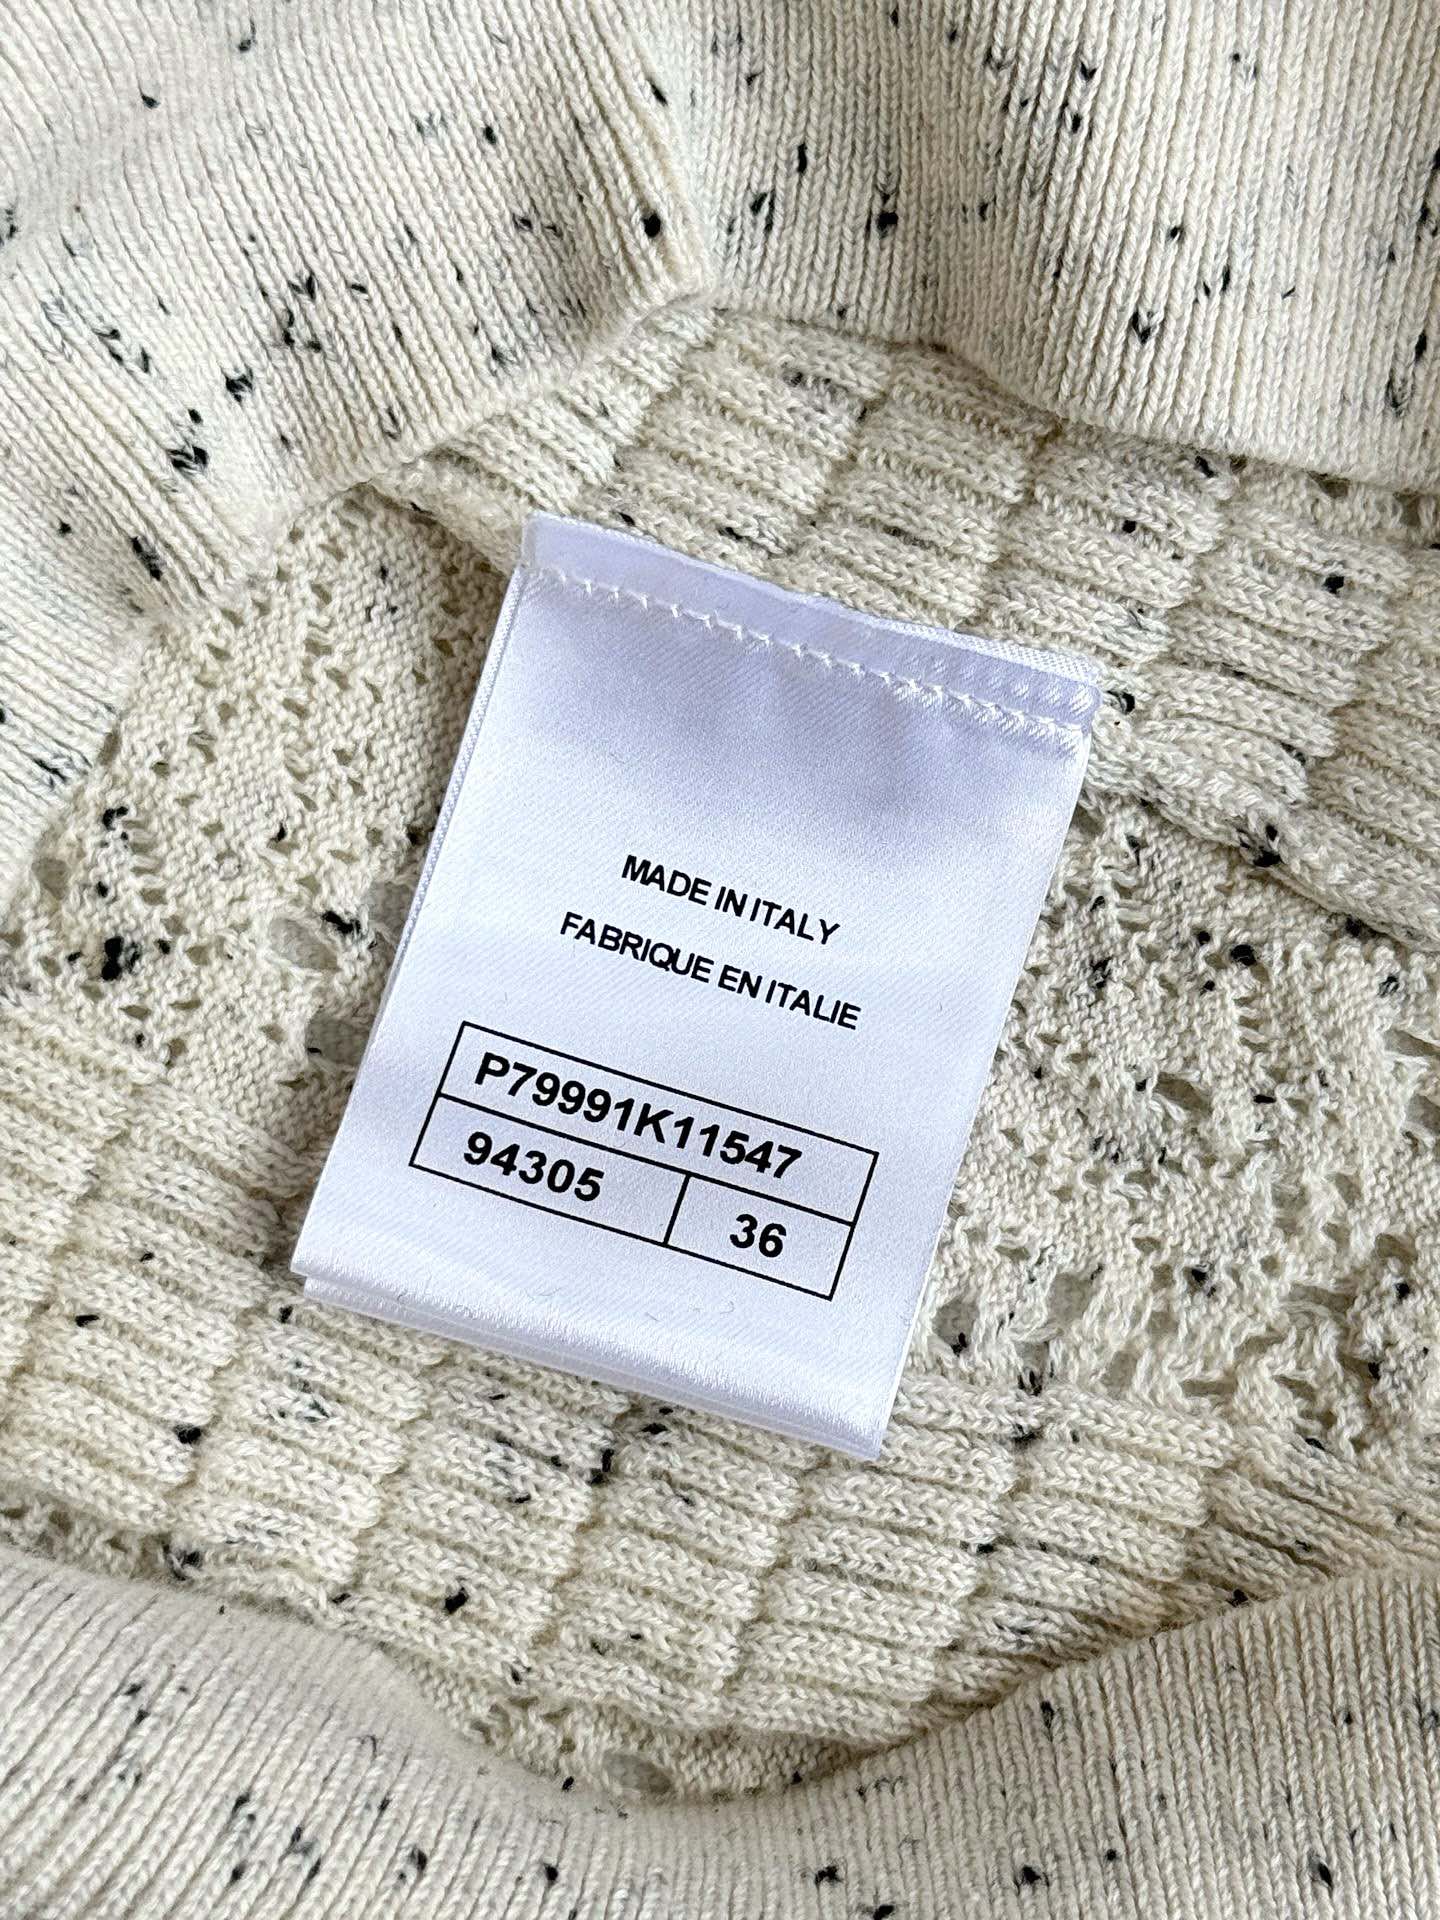 MADE IN ITALY
FABRIQUE EN ITALIE
P79991K11547
94305 36